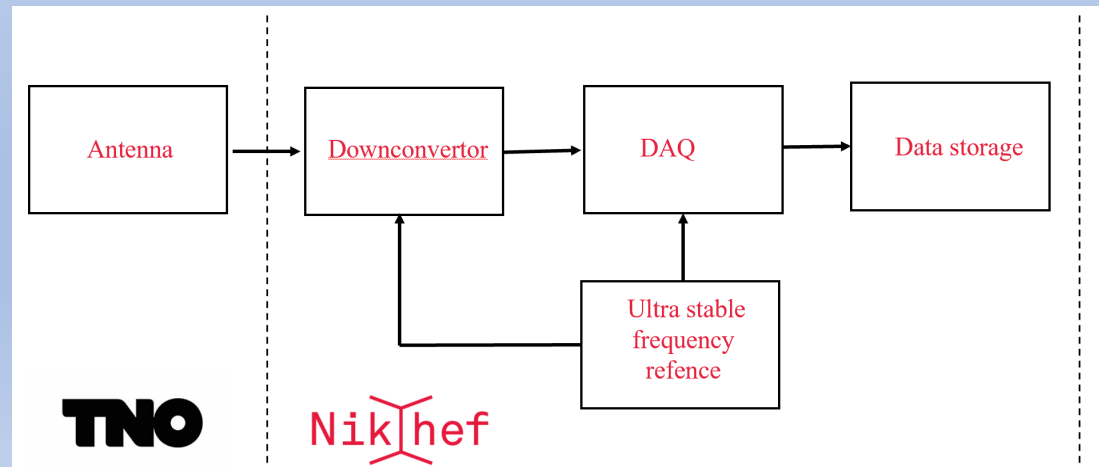 Antenna
Downconvertor
DAQ
Data storage
Ultra stable
frequency
refence
TNO
Nikhef